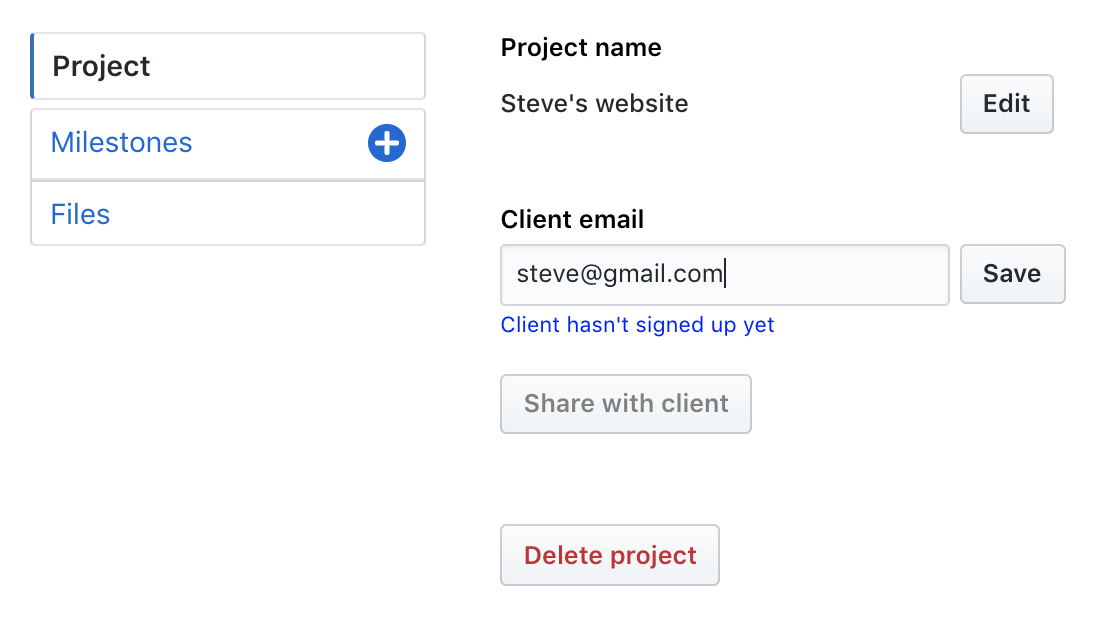 Project
Milestones
Files
Project name
Steve's website
Edit
Client email
steve@gmail.com
Save
Client hasn't signed up yet
Share with client
Delete project